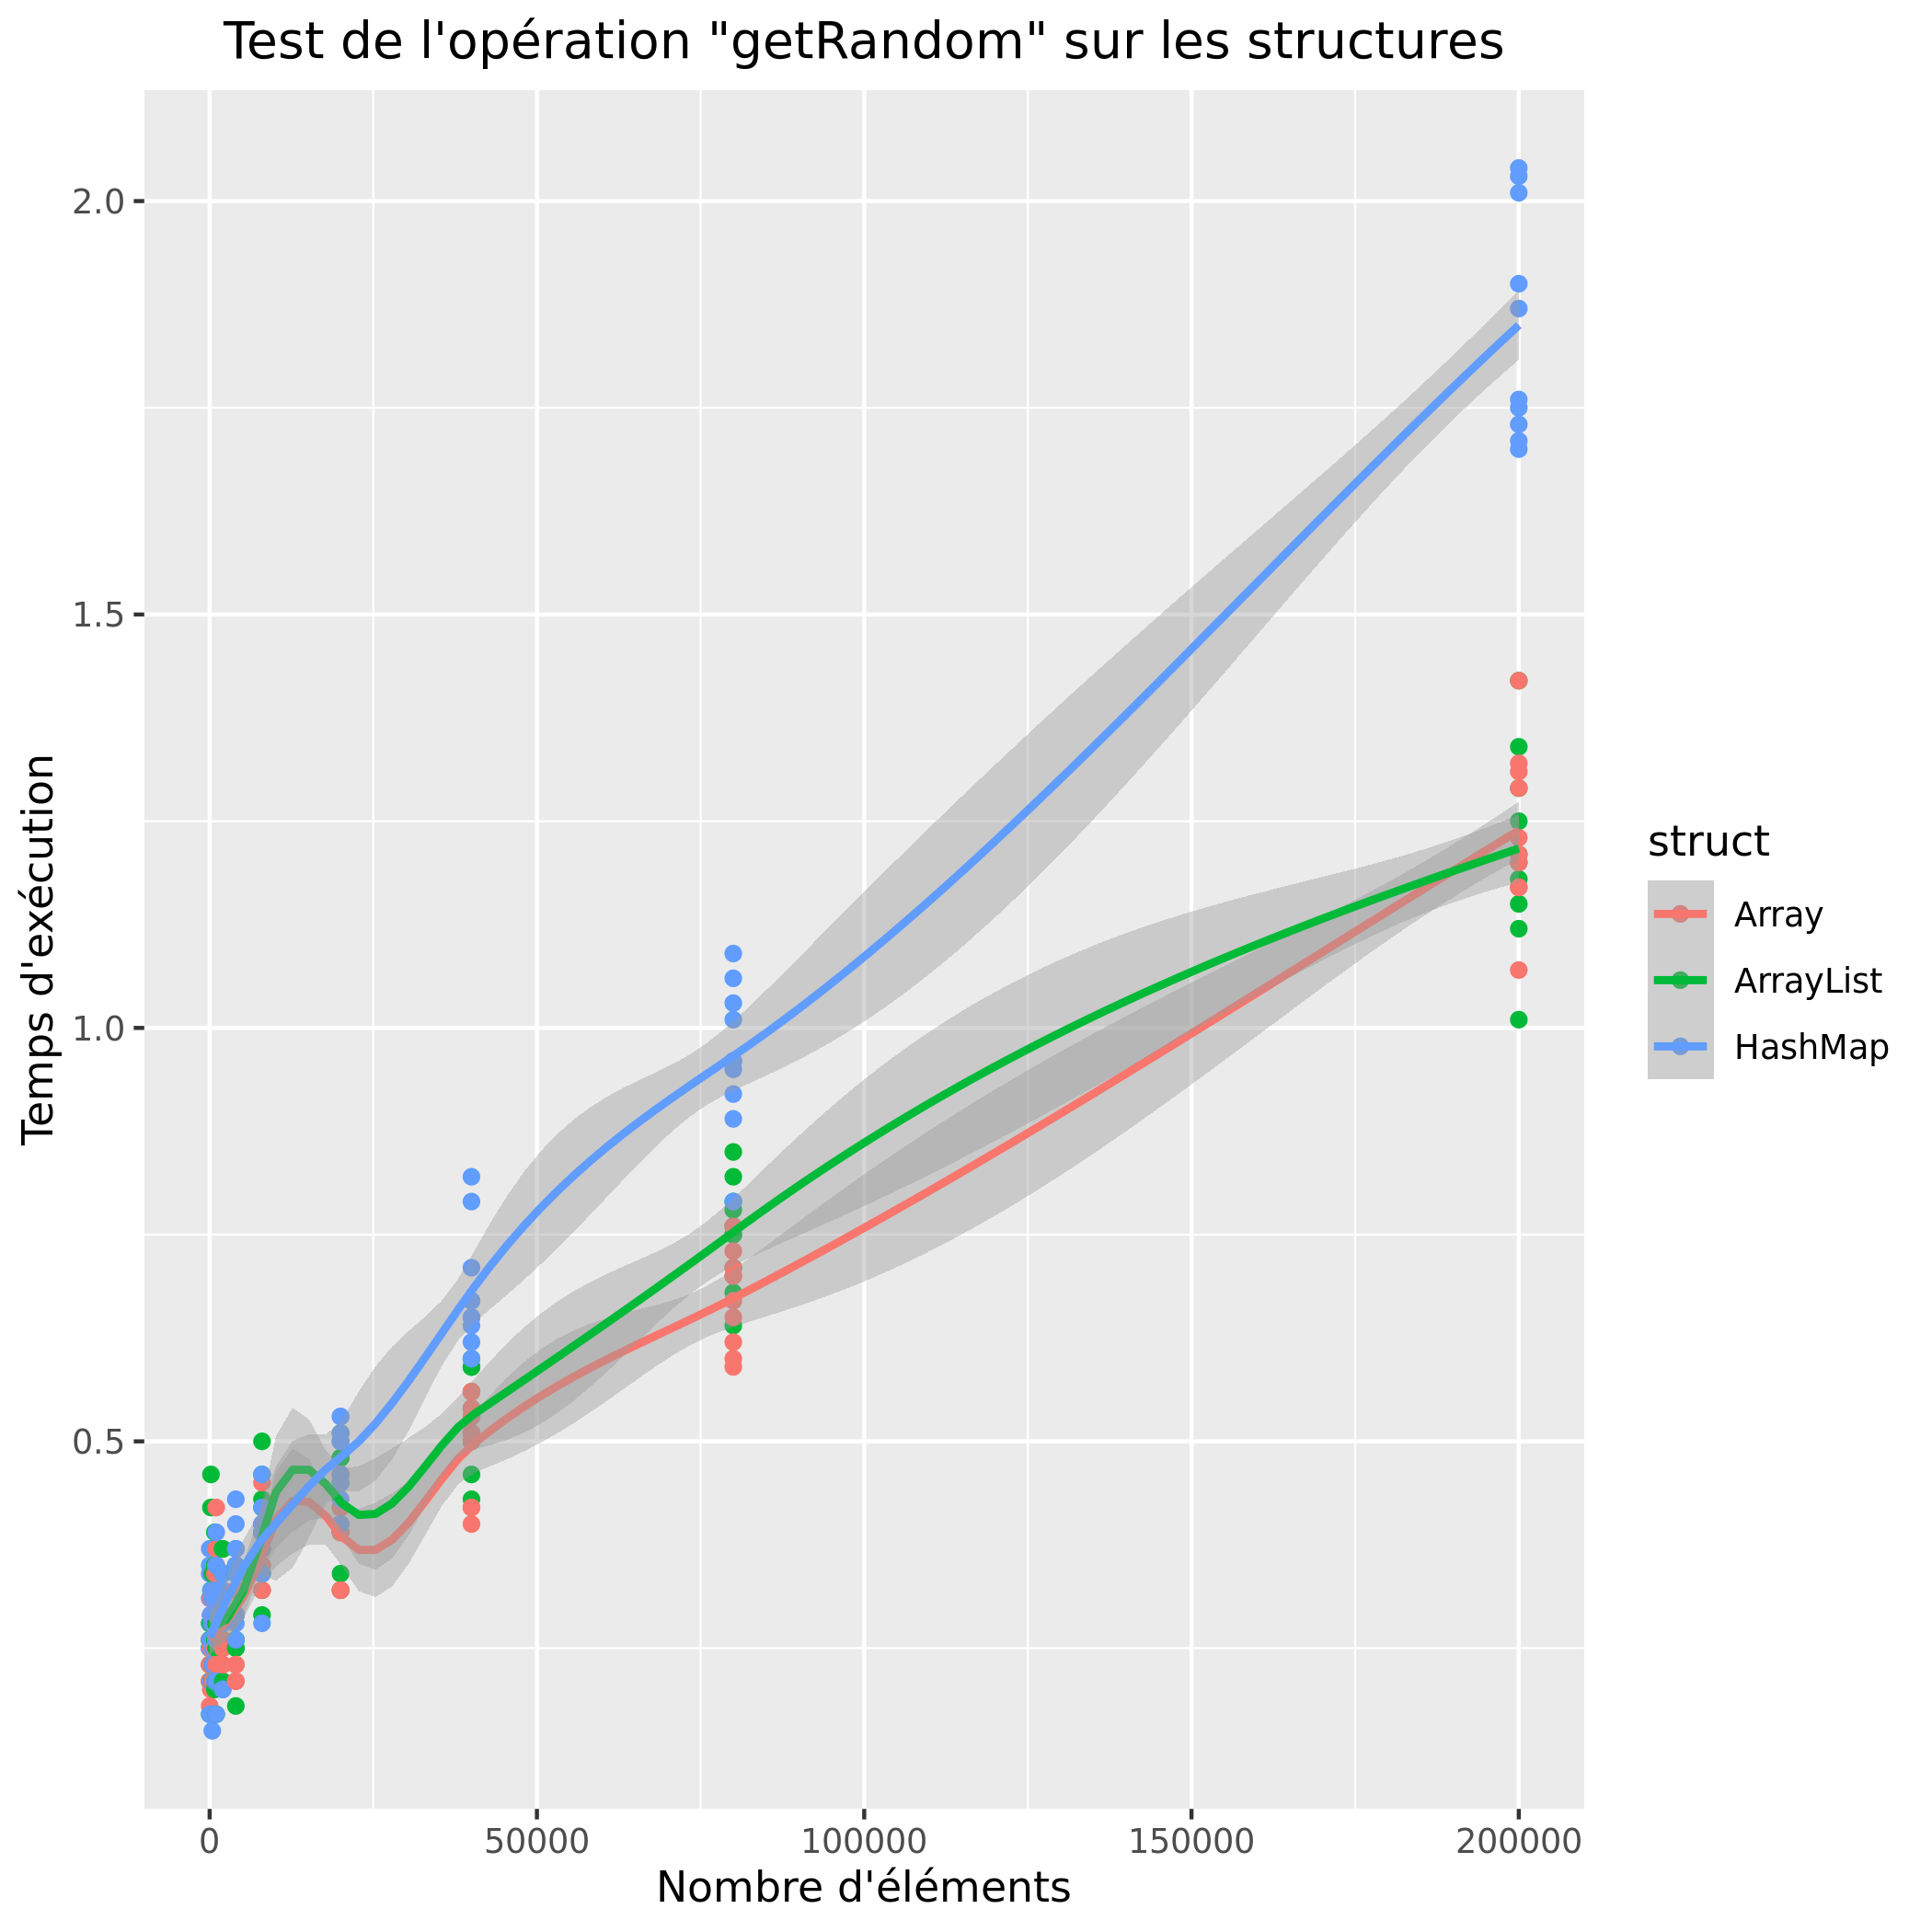 Test de l'opération "getRandom" sur les structures
Temps d'exécution
2.0
1.5
1.0
0.5
0
50000
100000
150000
200000
Nombre d'éléments
struct
Array
ArrayList
HashMap